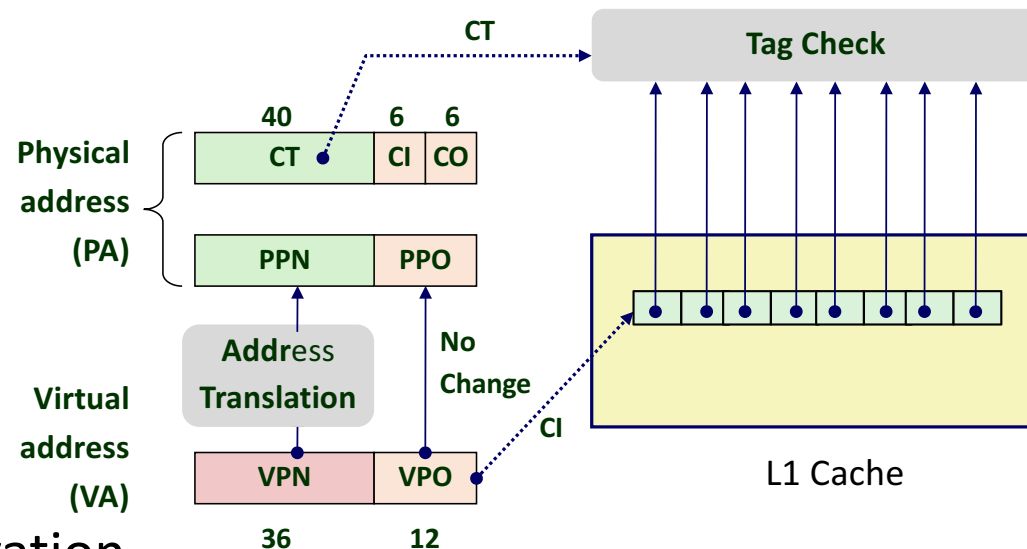 CT
Tag Check
40 6 6
CT CI CO
Physical
address
(PA)
PPN PPO
Address
Translation
No
Change
CI
Virtual
address
(VA)
VPN VPO
L1 Cache
36 12